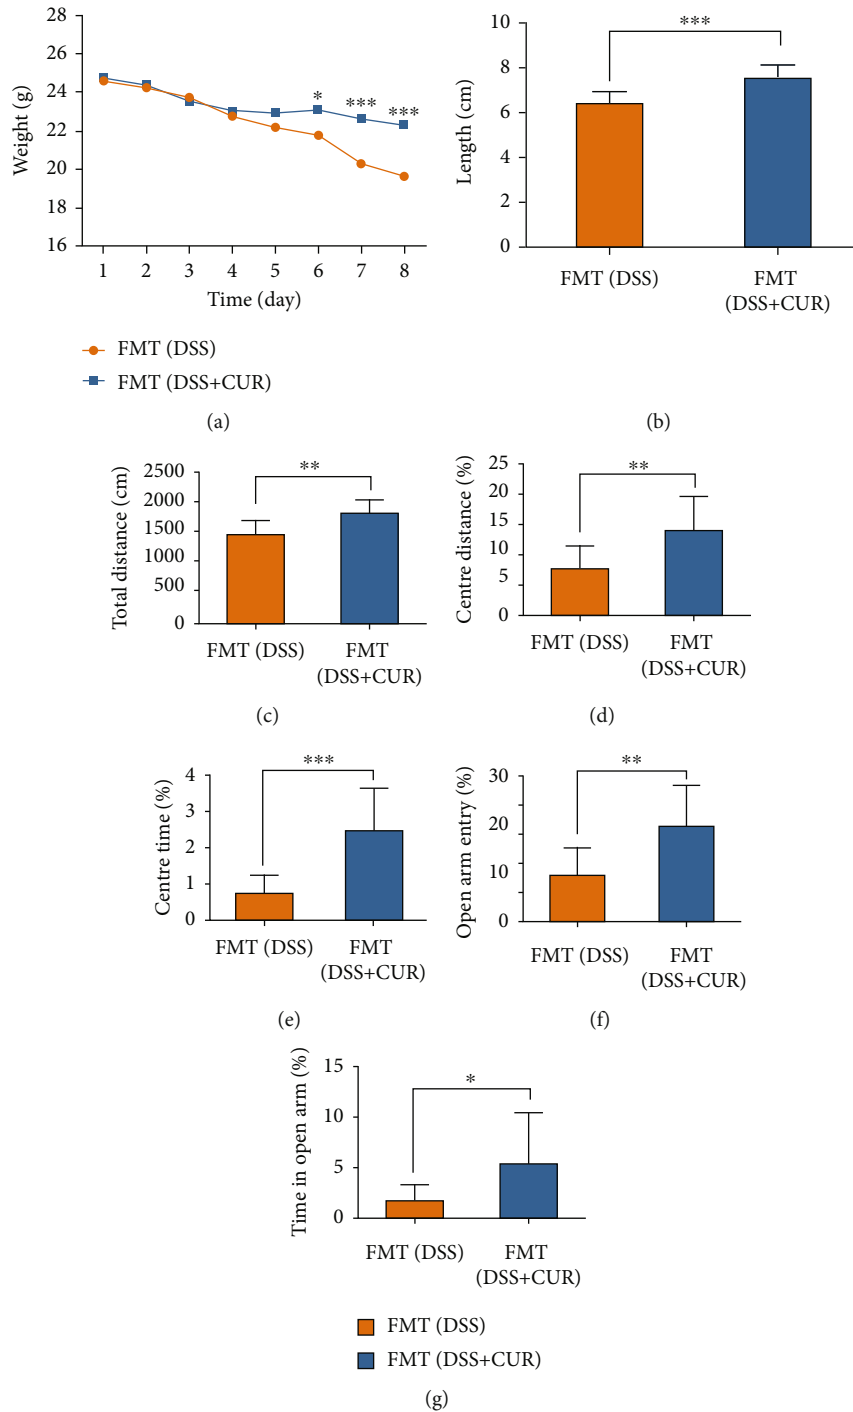 28
26
24
22
20
18
16
Weight (g)
*
***
***
1 2 3 4 5 6 7 8
Time (day)
FMT (DSS)
FMT (DSS+CUR)
(a)
10
8
6
4
2
0
Length (cm)
***
FMT (DSS)
FMT
(DSS+CUR)
(b)
2500
2000
1500
1000
500
0
Total distance (cm)
**
FMT (DSS)
FMT
(DSS+CUR)
(c)
25
20
15
10
5
0
Centre distance (%)
**
FMT (DSS)
FMT
(DSS+CUR)
(d)
4
3
2
1
0
Centre time (%)
***
FMT (DSS)
FMT
(DSS+CUR)
(e)
30
20
10
0
Open arm entry (%)
**
FMT (DSS)
FMT
(DSS+CUR)
(f)
15
10
5
0
Time in open arm (%)
*
FMT (DSS)
FMT
(DSS+CUR)
FMT (DSS)
FMT (DSS+CUR)
(g)